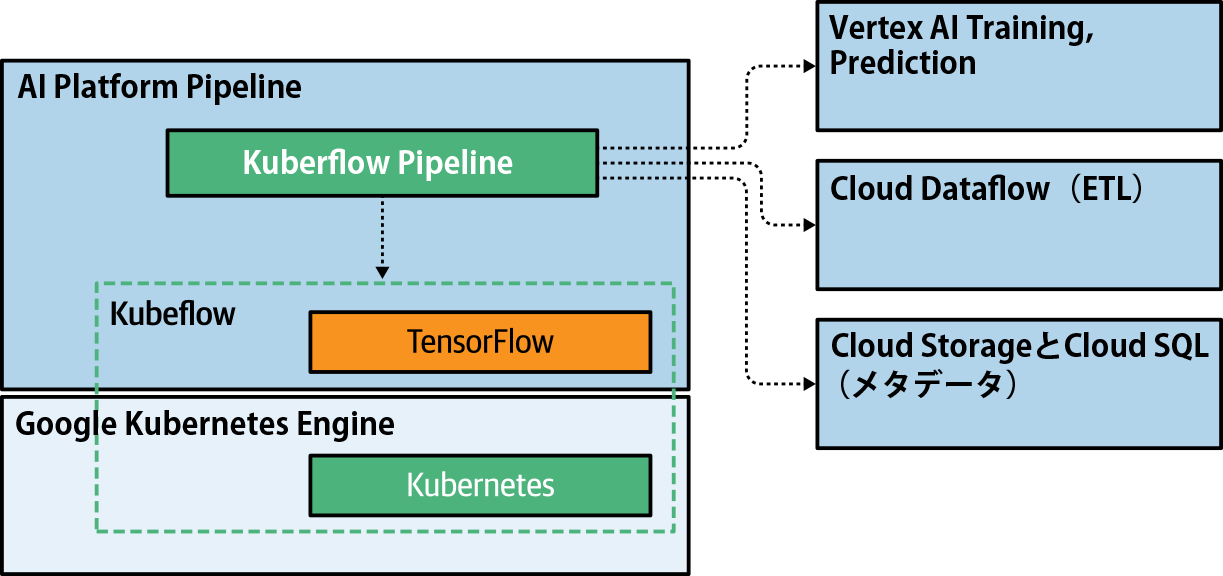 AI Platform Pipeline
Kuberflow Pipeline
Kubeflow
TensorFlow
Google Kubernetes Engine
Kubernetes
Vertex AI Training,
Prediction
Cloud Dataflow（ETL）
Cloud StorageとCloud SQL
（メタデータ）